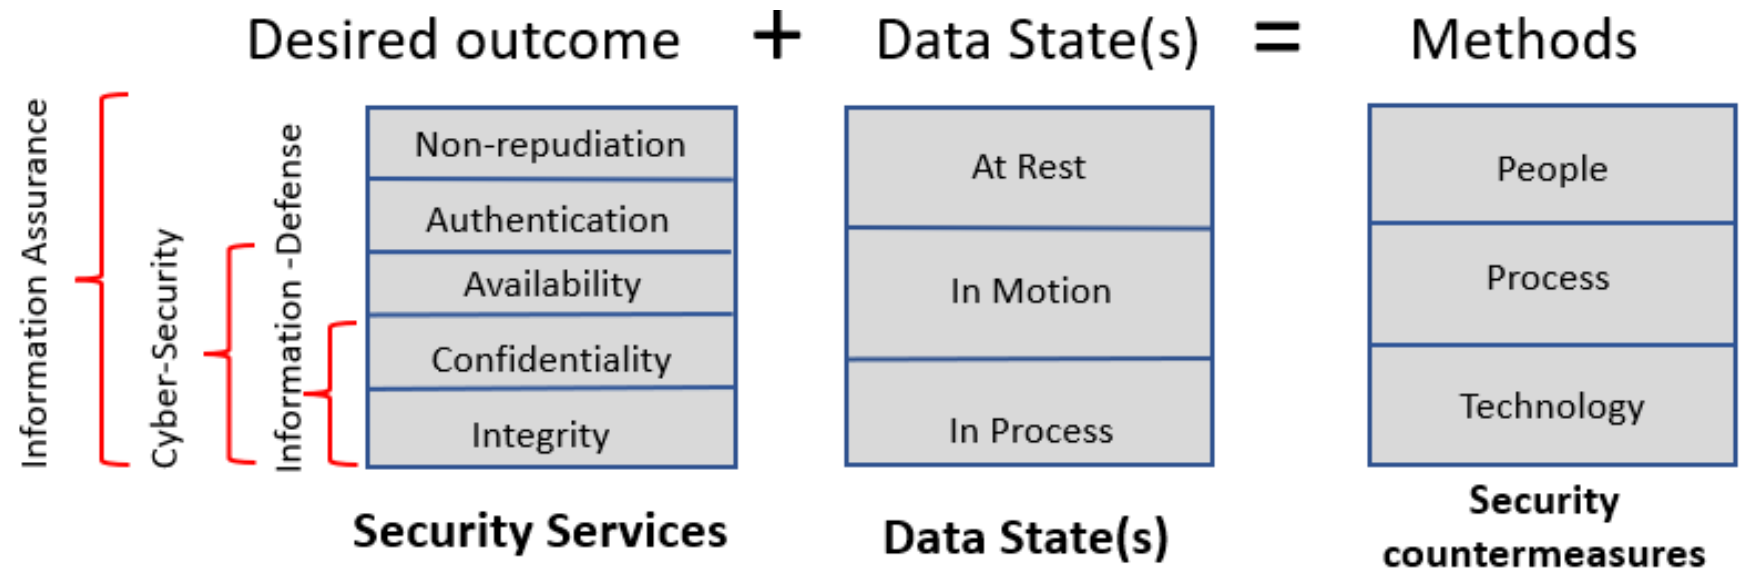 Desired outcome + Data State(s) = Methods
Information Assurance
Cyber-Security
Information -Defense
Non-repudiation
Authentication
Availability
Confidentiality
Integrity
Security Services
At Rest
In Motion
In Process
Data State(s)
People
Process
Technology
Security
countermeasures